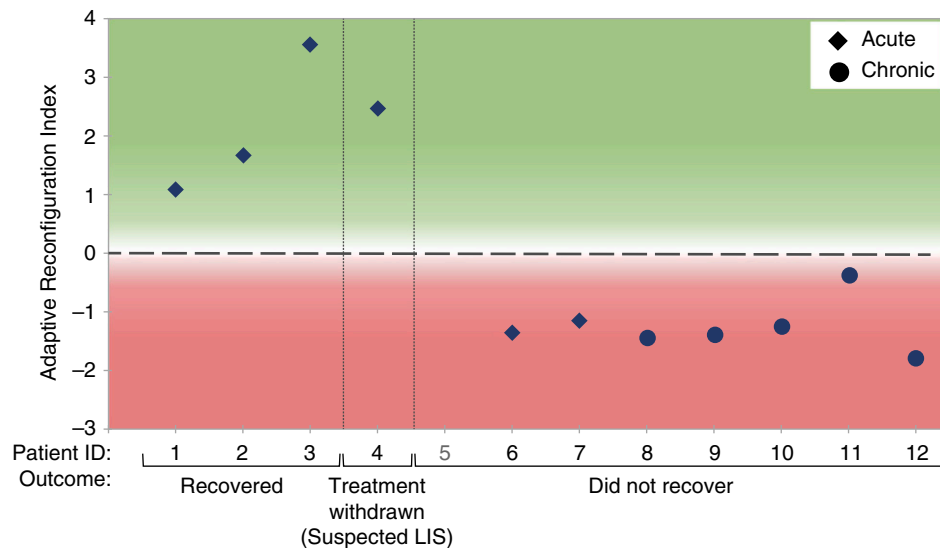 4
Acute
Chronic
3
2
1
0
−1
−2
−3
Adaptive Reconfiguration Index
Patient ID: 1 2 3 4 5 6 7 8 9 10 11 12
Outcome:
Recovered
Treatment
withdrawn
(Suspected LIS)
Did not recover